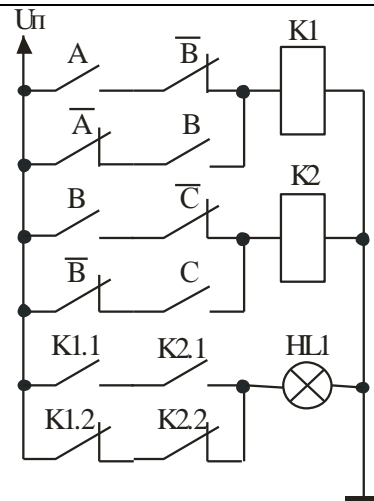 Uп
A B̅ K1
A̅ B
K2
B C̅
B̅ C
K1.1 K2.1 HL1
K1.2 K2.2